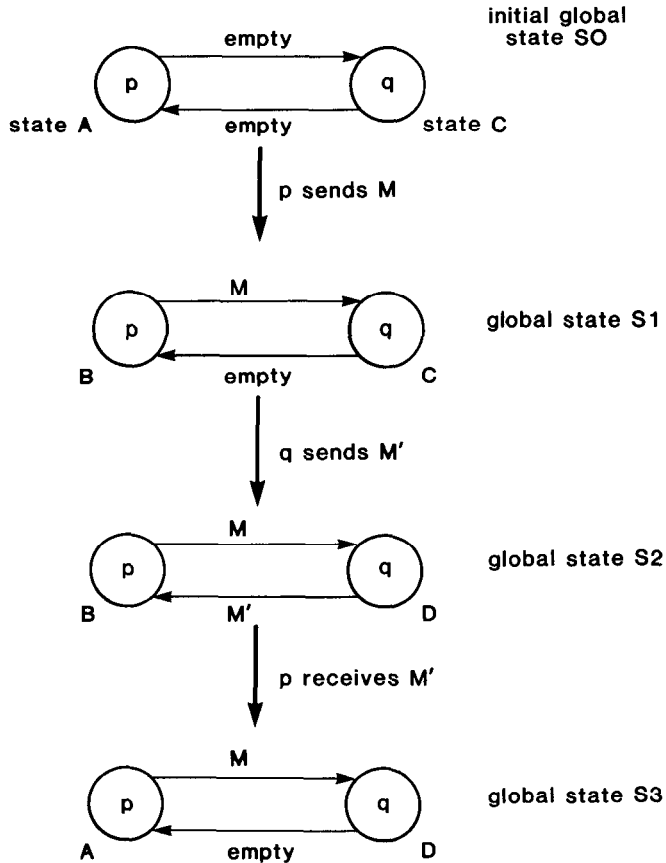 initial global
state SO
empty
p
q
state A
empty
state C
p sends M
M
p
q
global state S1
B
empty
C
q sends M'
M
p
q
global state S2
B
M'
D
p receives M'
M
p
q
global state S3
A
empty
D